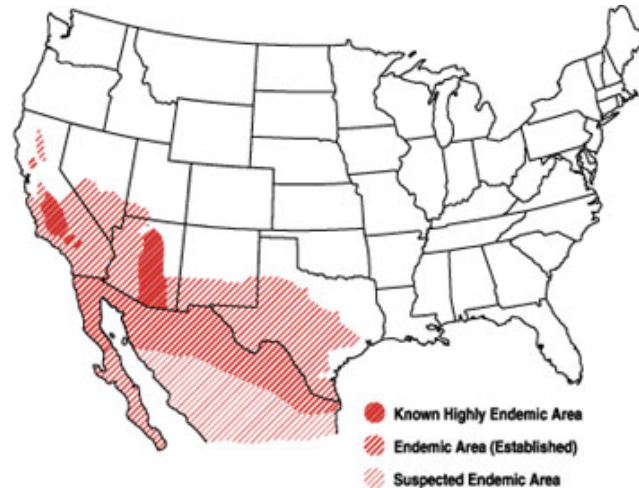 Known Highly Endemic Area
Endemic Area (Established)
Suspected Endemic Area